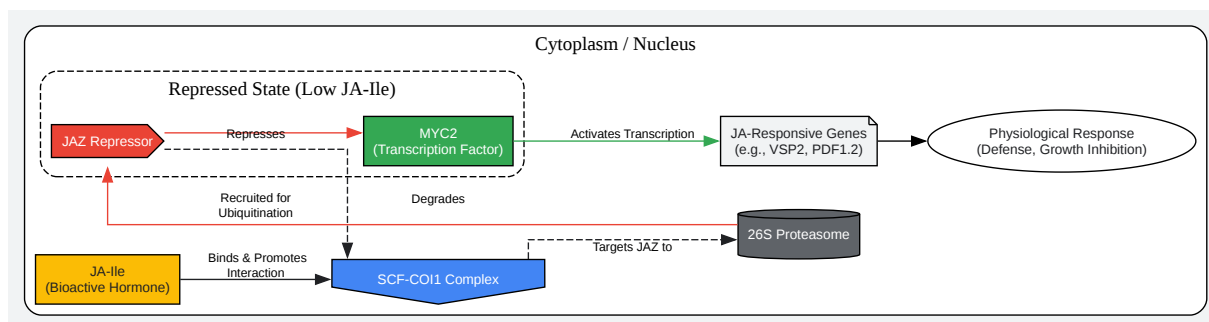 Cytoplasm / Nucleus
Repressed State (Low JA-Ile)
JAZ Repressor
Represses
MYC2
(Transcription Factor)
Activates Transcription
JA-Responsive Genes
(e.g., VSP2, PDF1.2)
Physiological Response
(Defense, Growth Inhibition)
Recruited for
Ubiquitination
Degrades
26S Proteasome
JA-Ile
(Bioactive Hormone)
Binds & Promotes
Interaction
SCF-COI1 Complex
Targets JAZ to